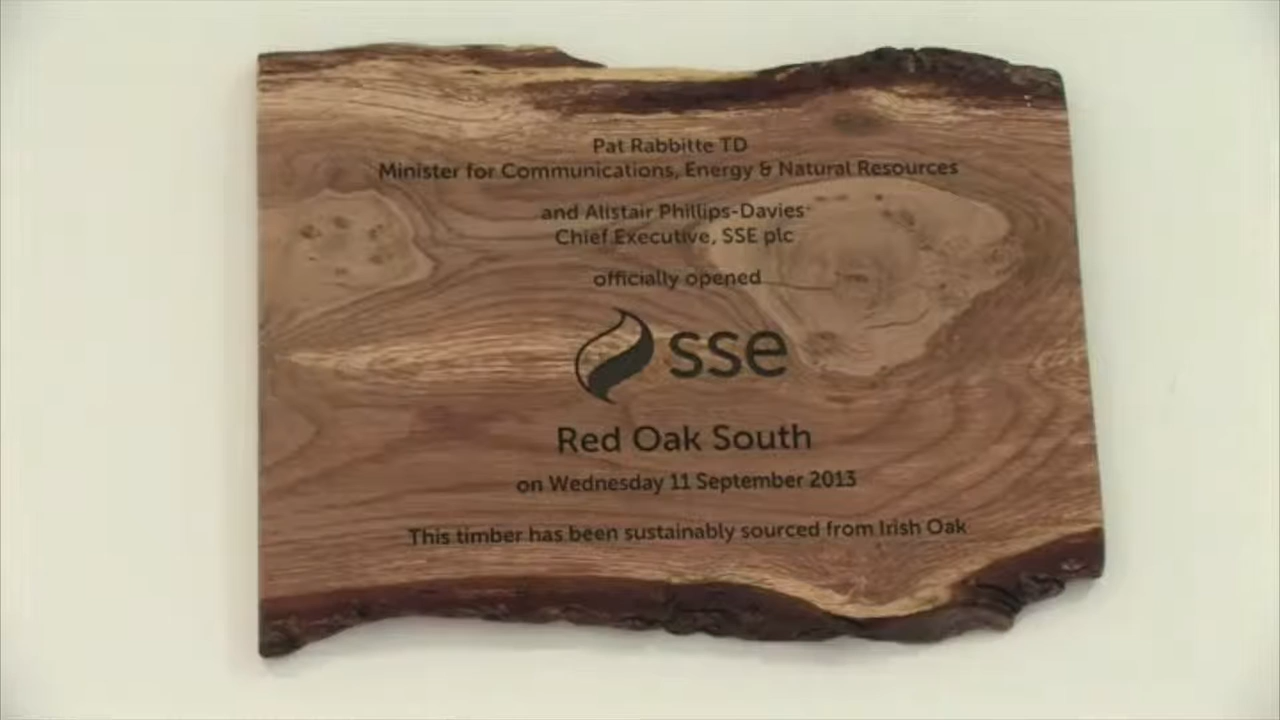 Pat Rabbitte TD
Minister for Communications, Energy & Natural Resources
and Alistair Phillips-Davies
Chief Executive, SSE plc
officially opened
sse
Red Oak South
on Wednesday 11 September 2013
This timber has been sustainably sourced from Irish Oak